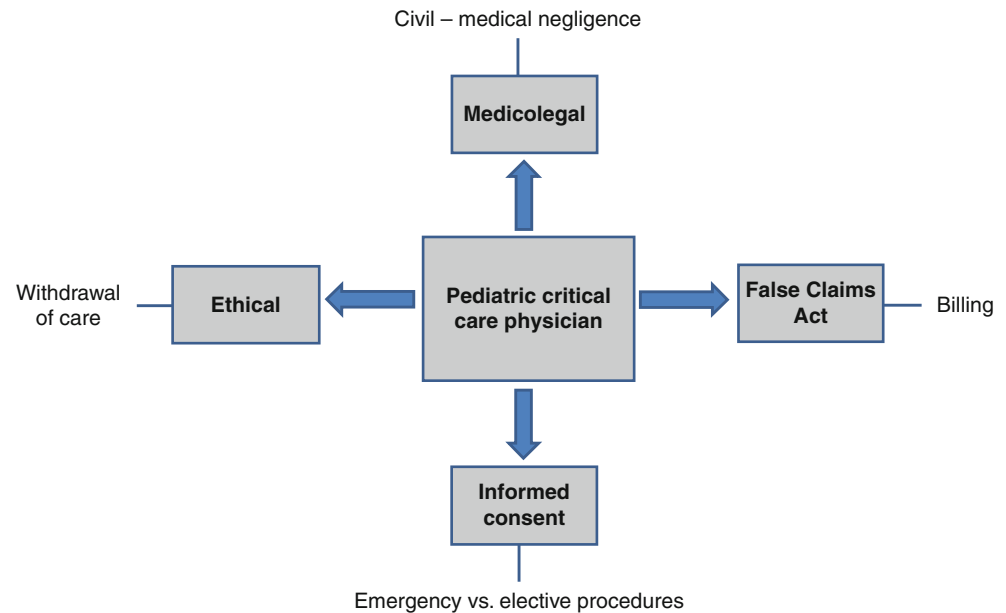 Civil – medical negligence
Medicolegal
Withdrawal
of care
Ethical
Pediatric critical
care physician
False Claims
Act
Billing
Informed
consent
Emergency vs. elective procedures